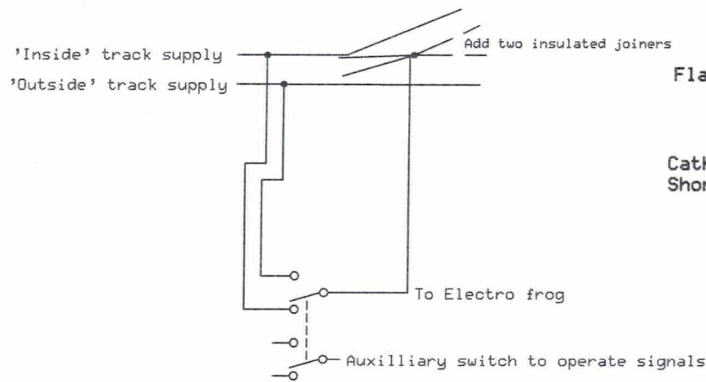 'Inside' track supply
Add two insulated joiners
'Outside' track supply
To Electro frog
Auxilliary switch to operate signals